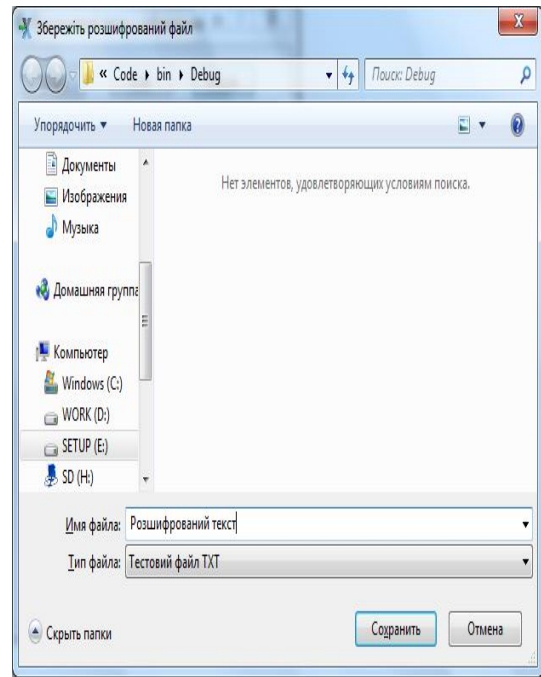 Збережіть розшифрований файл
« Code ▸ bin ▸ Debug
Поиск: Debug
Упорядочить ▾ Новая папка
Документы
Изображения
Музыка
Домашняя группа
Компьютер
Windows (C:)
WORK (D:)
SETUP (E:)
SD (H:)
Нет элементов, удовлетворяющих условиям поиска.
Имя файла: Розшифрований текст
Тип файла: Тестовий файл TXT
Скрыть папки
Сохранить Отмена